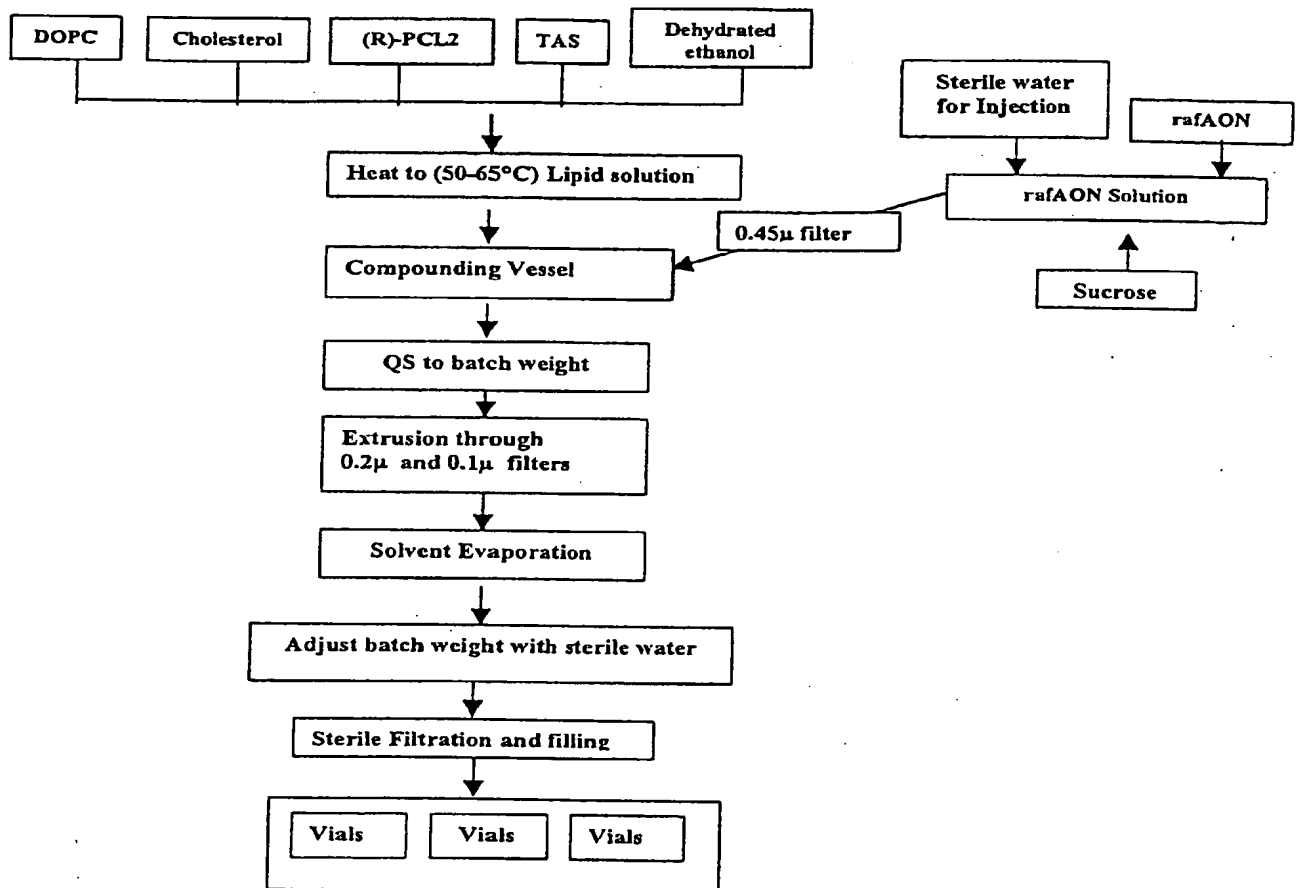 DOPC
Cholesterol
(R)-PCL2
TAS
Dehydrated
ethanol
Sterile water
for Injection
rafAON
Heat to (50–65°C) Lipid solution
rafAON Solution
0.45μ filter
Compounding Vessel
Sucrose
QS to batch weight
Extrusion through
0.2μ and 0.1μ filters
Solvent Evaporation
Adjust batch weight with sterile water
Sterile Filtration and filling
Vials
Vials
Vials